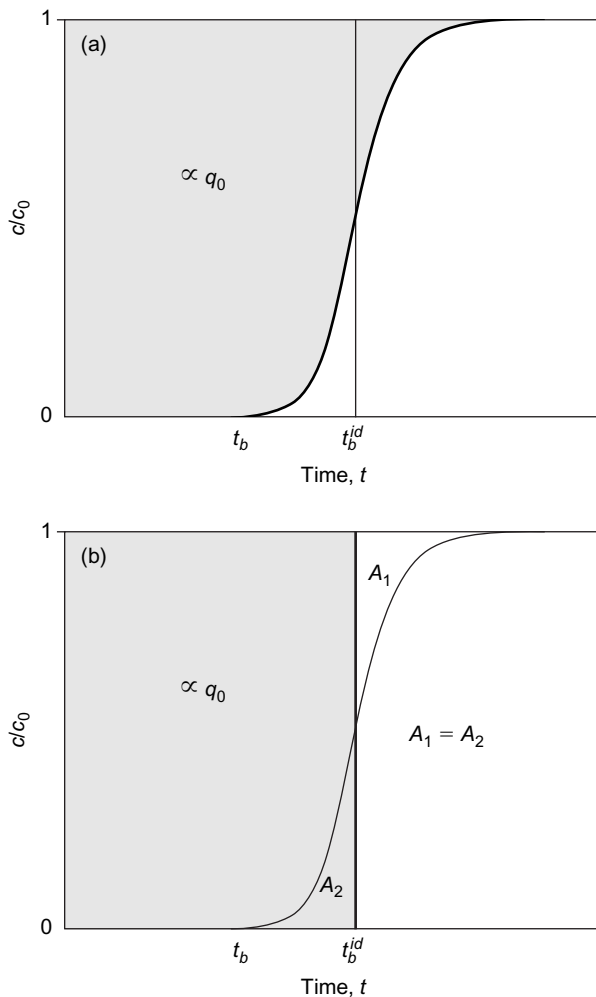 1
(a)
∝ q₀
c/c₀
0
t_b
t_b^{id}
Time, t
1
(b)
A₁
∝ q₀
c/c₀
A₁ = A₂
A₂
0
t_b
t_b^{id}
Time, t